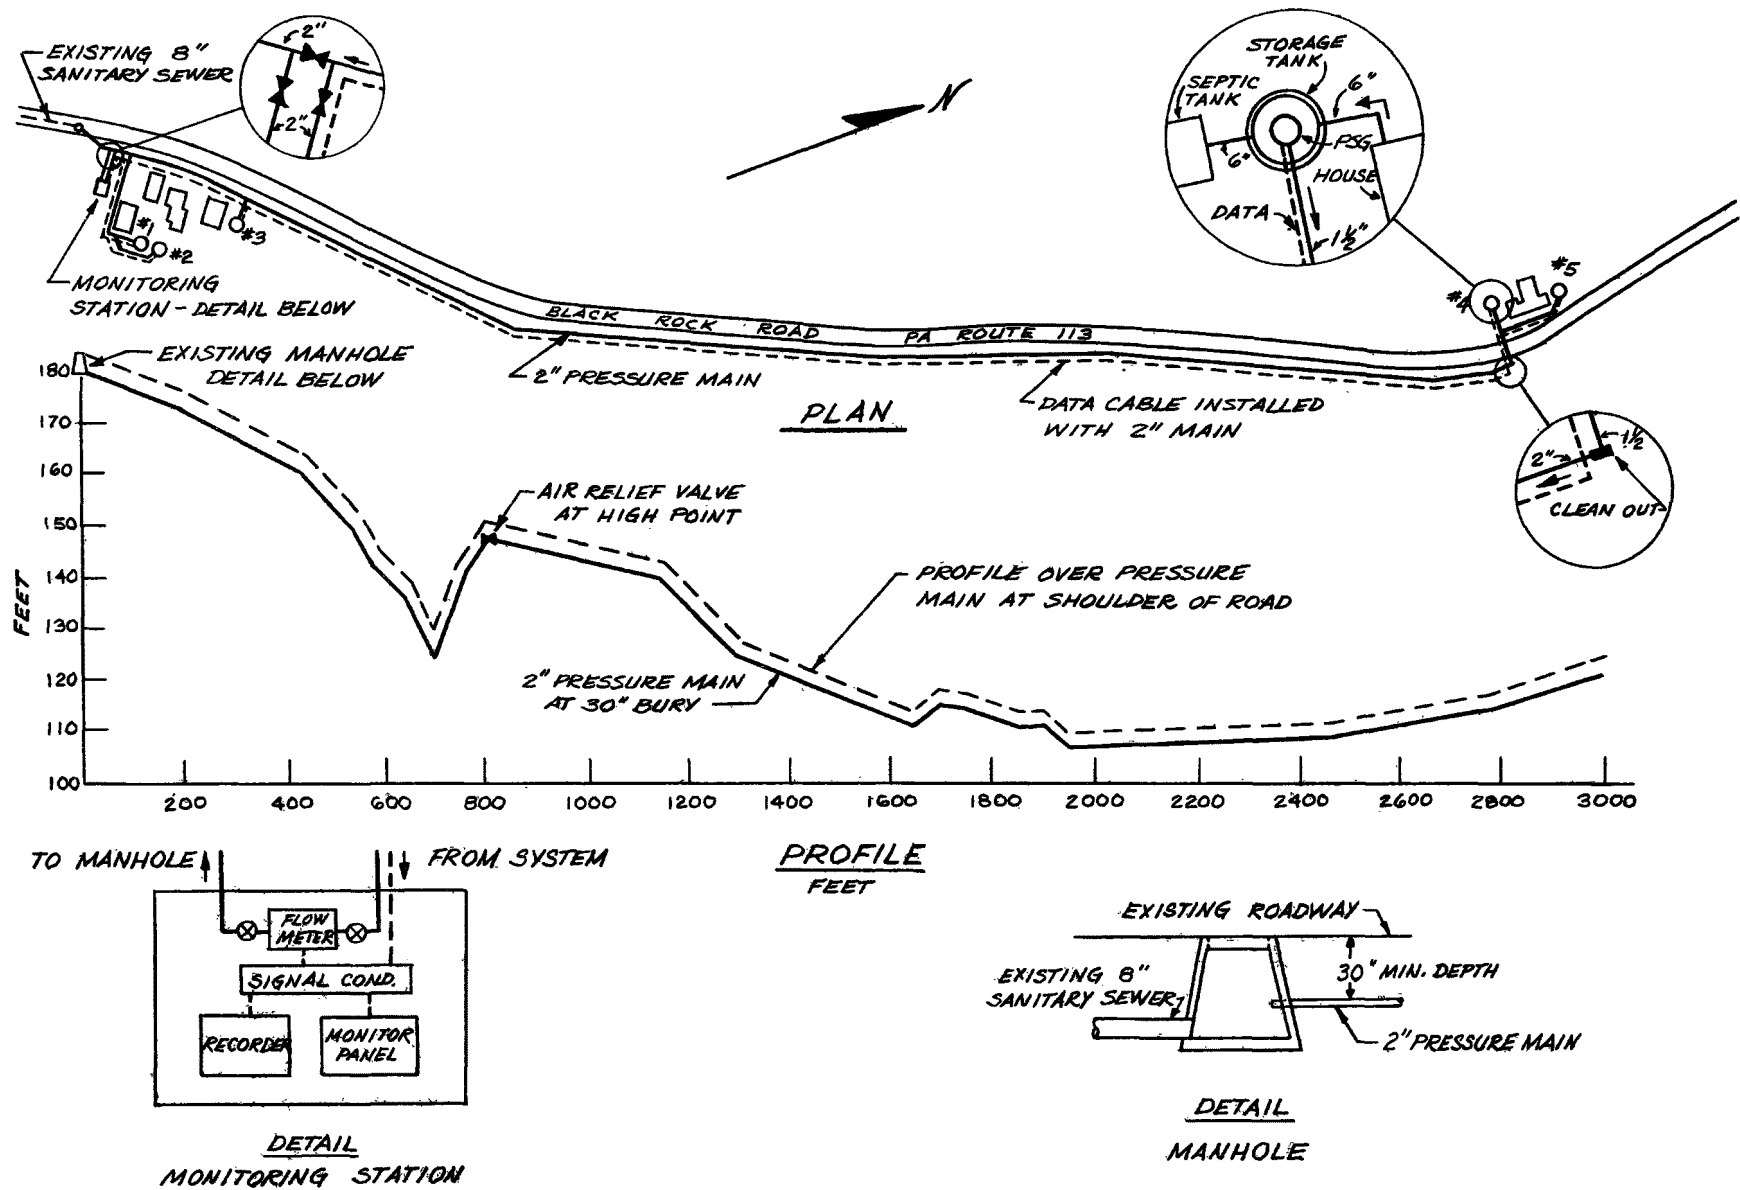 EXISTING 8"
SANITARY SEWER
2"
2"
N
STORAGE
TANK
SEPTIC
TANK
6"
6"
PSG
HOUSE
DATA
1½"
#1
#2
#3
#4
#5
MONITORING
STATION - DETAIL BELOW
BLACK ROCK ROAD PA ROUTE 113
2" PRESSURE MAIN
DATA CABLE INSTALLED
WITH 2" MAIN
PLAN
1½
2"
CLEAN OUT
EXISTING MANHOLE
DETAIL BELOW
AIR RELIEF VALVE
AT HIGH POINT
PROFILE OVER PRESSURE
MAIN AT SHOULDER OF ROAD
2" PRESSURE MAIN
AT 30" BURY
FEET
180
170
160
150
140
130
120
110
100
200 400 600 800 1000 1200 1400 1600 1800 2000 2200 2400 2600 2800 3000
PROFILE
FEET
TO MANHOLE
FROM SYSTEM
FLOW
METER
SIGNAL COND.
RECORDER
MONITOR
PANEL
DETAIL
MONITORING STATION
EXISTING ROADWAY
EXISTING 8"
SANITARY SEWER
30" MIN. DEPTH
2" PRESSURE MAIN
DETAIL
MANHOLE